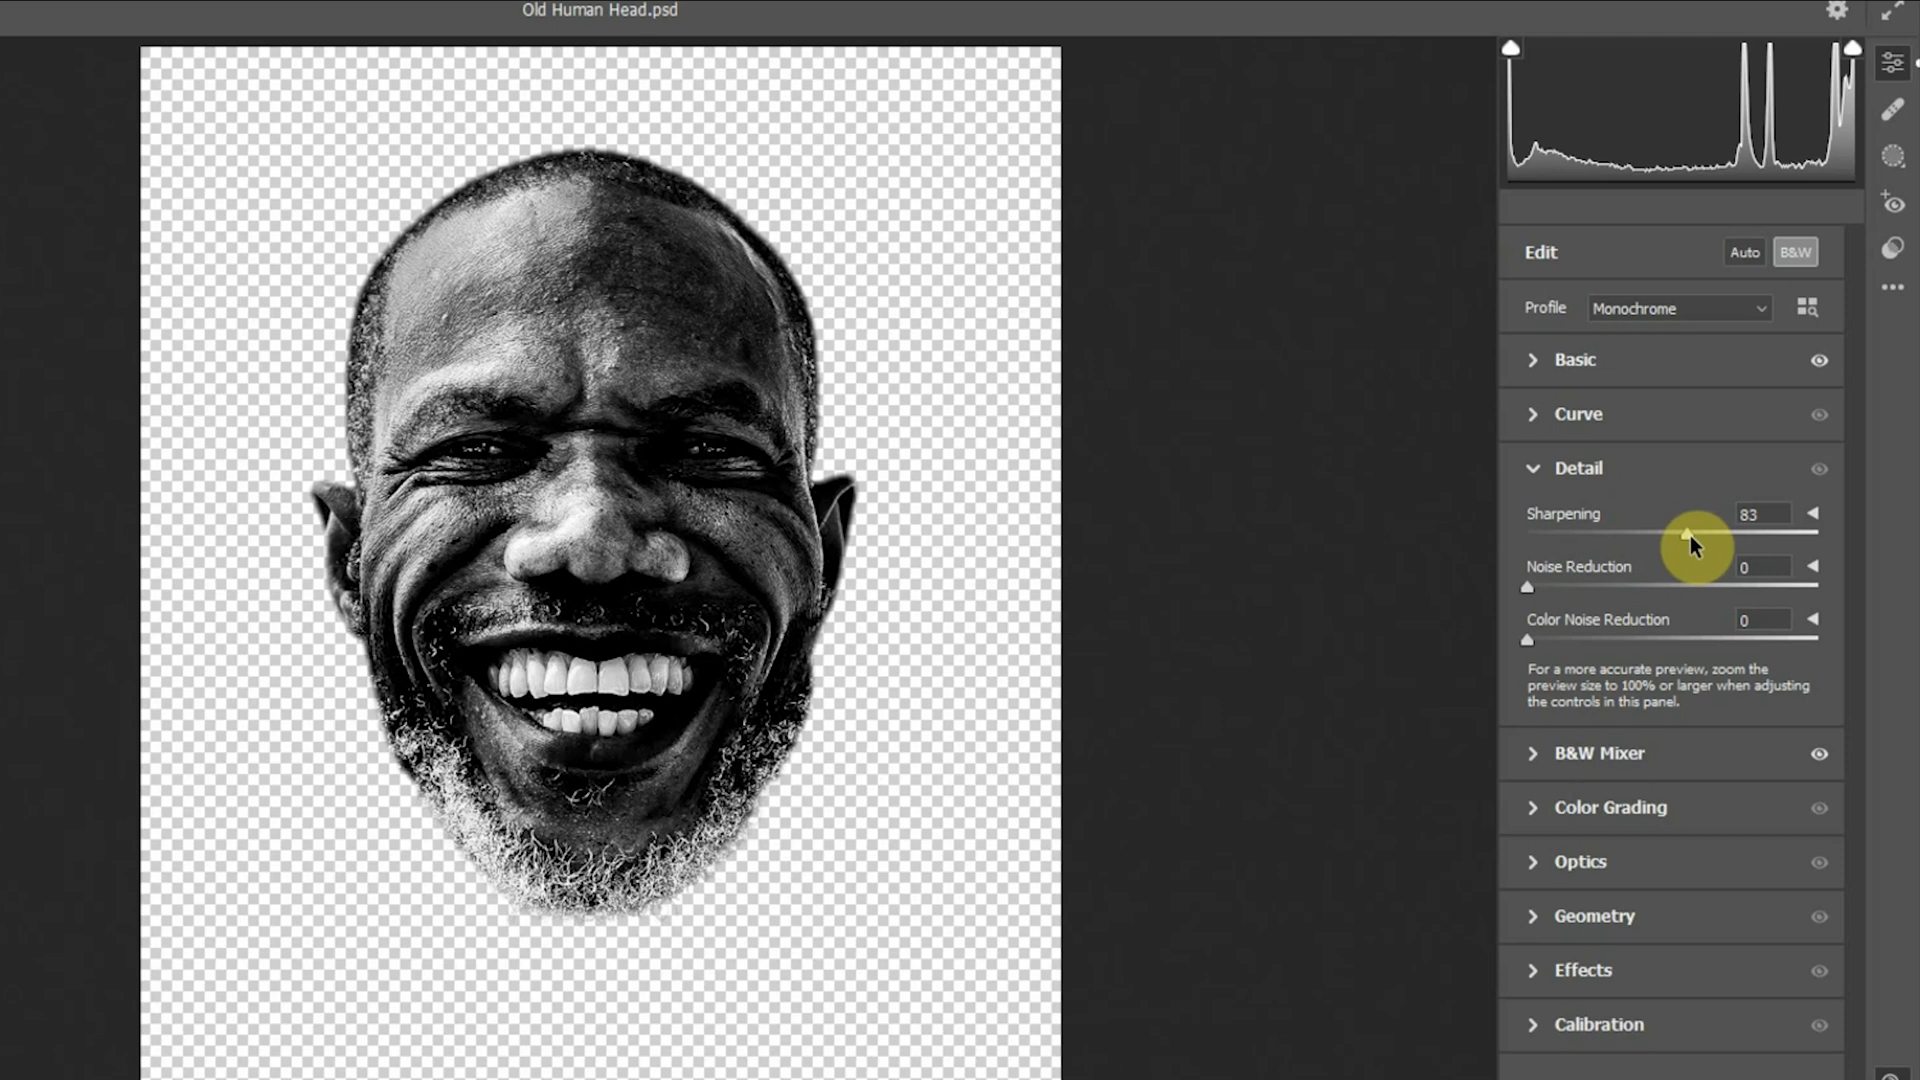 Old Human Head.psd
Edit
Auto
B&W
Profile
Monochrome
Basic
Curve
Detail
Sharpening
83
Noise Reduction
0
Color Noise Reduction
0
For a more accurate preview, zoom the
preview size to 100% or larger when adjusting
the controls in this panel.
B&W Mixer
Color Grading
Optics
Geometry
Effects
Calibration